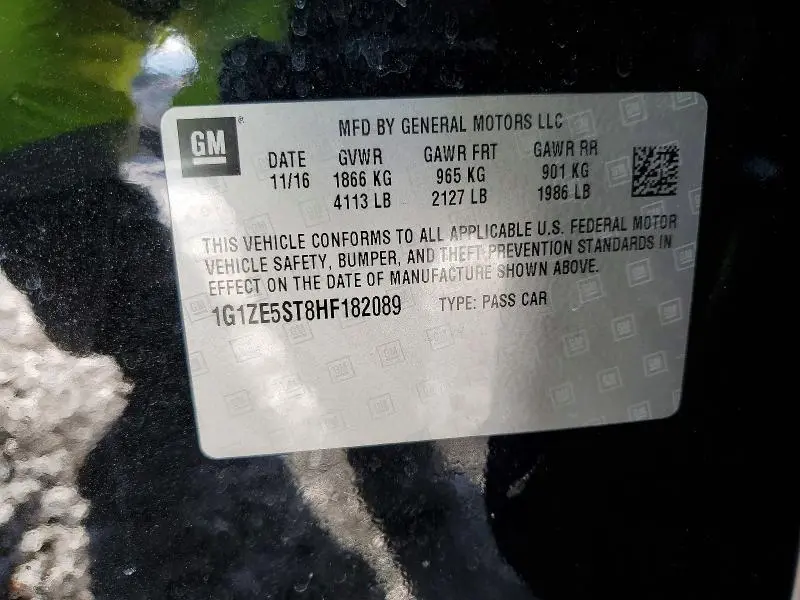 GM
MFD BY GENERAL MOTORS LLC
DATE GVWR GAWR FRT GAWR RR
11/16 1866 KG 965 KG 901 KG
4113 LB 2127 LB 1986 LB
THIS VEHICLE CONFORMS TO ALL APPLICABLE U.S. FEDERAL MOTOR
VEHICLE SAFETY, BUMPER, AND THEFT PREVENTION STANDARDS IN
EFFECT ON THE DATE OF MANUFACTURE SHOWN ABOVE.
1G1ZE5ST8HF182089 TYPE: PASS CAR